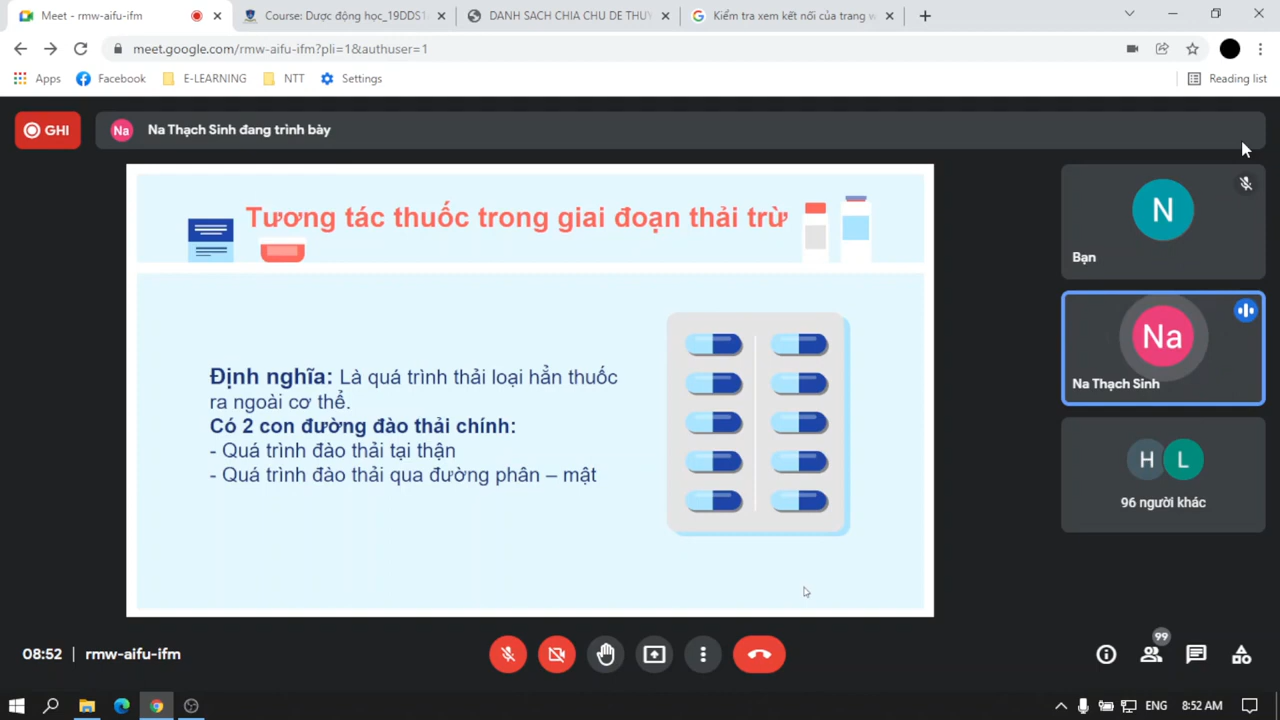 Meet - rmw-aifu-ifm
Course: Dược động học_19DDS1
DANH SACH CHIA CHU DE THUY
Kiểm tra xem kết nối của trang w
meet.google.com/rmw-aifu-ifm?pli=1&authuser=1
Apps
Facebook
E-LEARNING
NTT
Settings
Reading list
GHI
Na
Na Thạch Sinh đang trình bày
Tương tác thuốc trong giai đoạn thải trừ
Định nghĩa: Là quá trình thải loại hẳn thuốc
ra ngoài cơ thể.
Có 2 con đường đào thải chính:
- Quá trình đào thải tại thận
- Quá trình đào thải qua đường phân – mật
N
Bạn
Na
Na Thạch Sinh
H
L
96 người khác
08:52 | rmw-aifu-ifm
99
ENG
8:52 AM